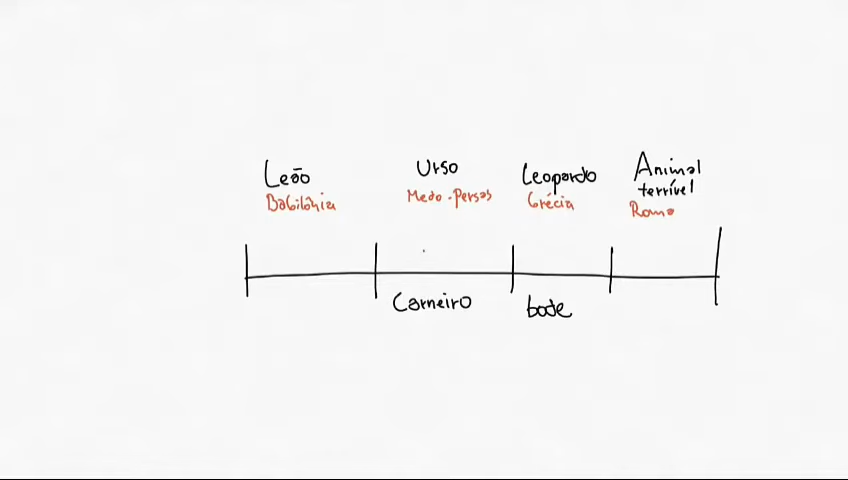 Leão
Babilônia
Urso
Medo-Persas
Leopardo
Grécia
Animal
terrível
Roma
Carneiro
bode